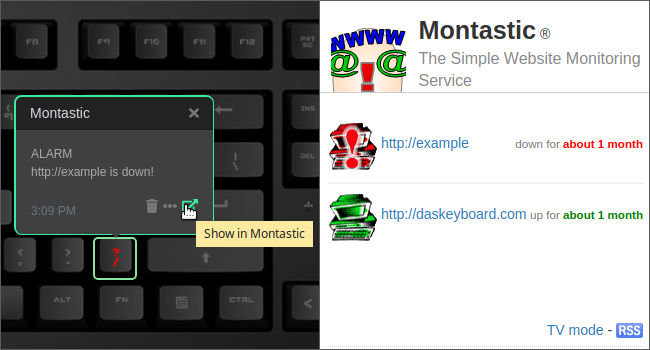 F8
F9
F10
F11
F12
PRT
SC
INS
DEL
Montastic
ALARM
http://example is down!
3:09 PM
Show in Montastic
<
>
?
/
ALT
FN
CTRL
<
WWWW
@!@
Montastic ®
The Simple Website Monitoring
Service
http://example down for about 1 month
http://daskeyboard.com up for about 1 month
TV mode - RSS